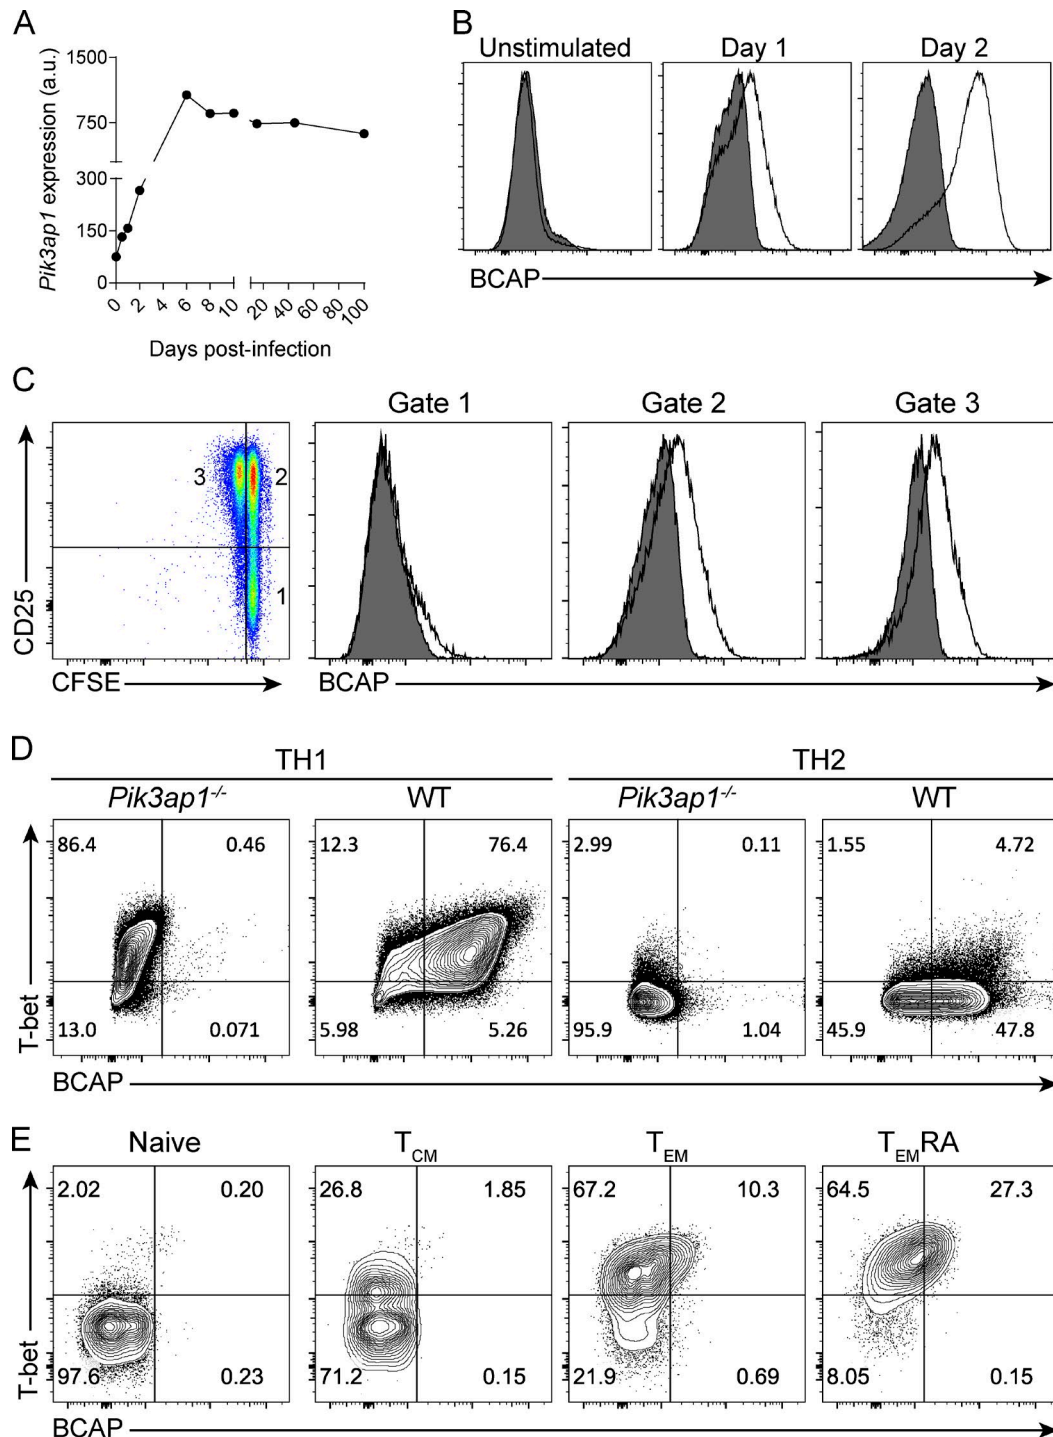 A
1500
750
300
150
0
Pik3ap1 expression (a.u.)
0 2 4 6 8 10 20 40 60 80 100
Days post-infection
B
Unstimulated Day 1 Day 2
BCAP
C
Gate 1 Gate 2 Gate 3
3 2
1
CD25
CFSE BCAP
D
TH1 TH2
Pik3ap1-/- WT Pik3ap1-/- WT
86.4 0.46 12.3 76.4 2.99 0.11 1.55 4.72
13.0 0.071 5.98 5.26 95.9 1.04 45.9 47.8
T-bet
BCAP
E
Naive TCM TEM TEMRA
2.02 0.20 26.8 1.85 67.2 10.3 64.5 27.3
97.6 0.23 71.2 0.15 21.9 0.69 8.05 0.15
T-bet
BCAP